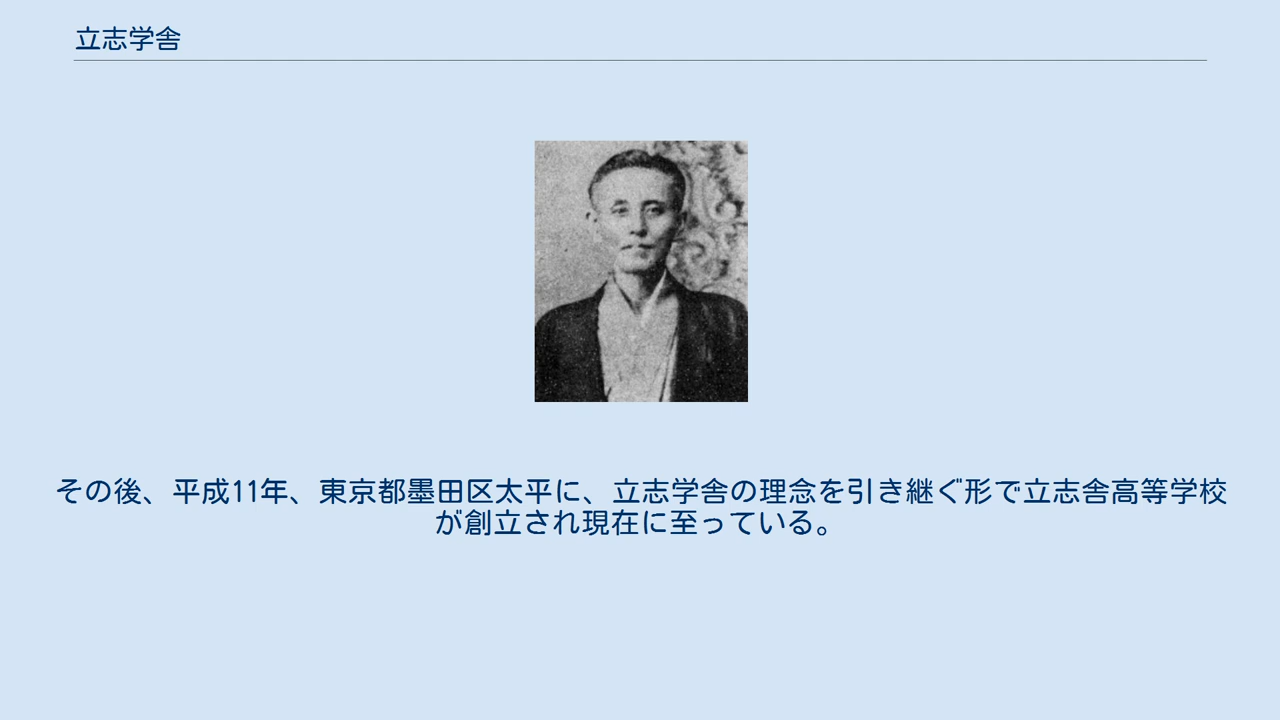 立志学舎
その後、平成11年、東京都墨田区太平に、立志学舎の理念を引き継ぐ形で立志舎高等学校
が創立され現在に至っている。